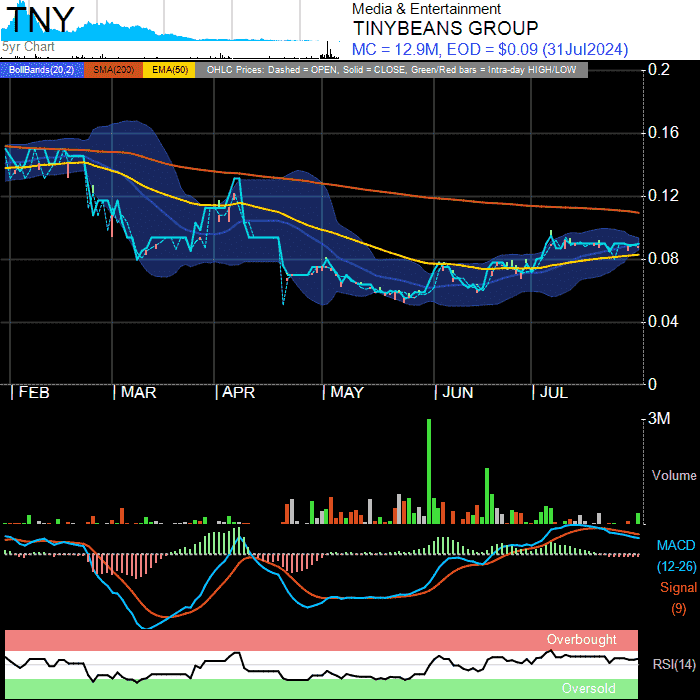 TNY
5yr Chart
Media & Entertainment
TINYBEANS GROUP
MC = 12.9M, EOD = $0.09 (31Jul2024)
BollBands(20,2) SMA(200) EMA(50) OHLC Prices: Dashed = OPEN, Solid = CLOSE, Green/Red bars = Intra-day HIGH/LOW
0.2
0.16
0.12
0.08
0.04
0
| FEB | MAR | APR | MAY | JUN | JUL
3M
Volume
MACD
(12-26)
Signal
(9)
Overbought
RSI(14)
Oversold